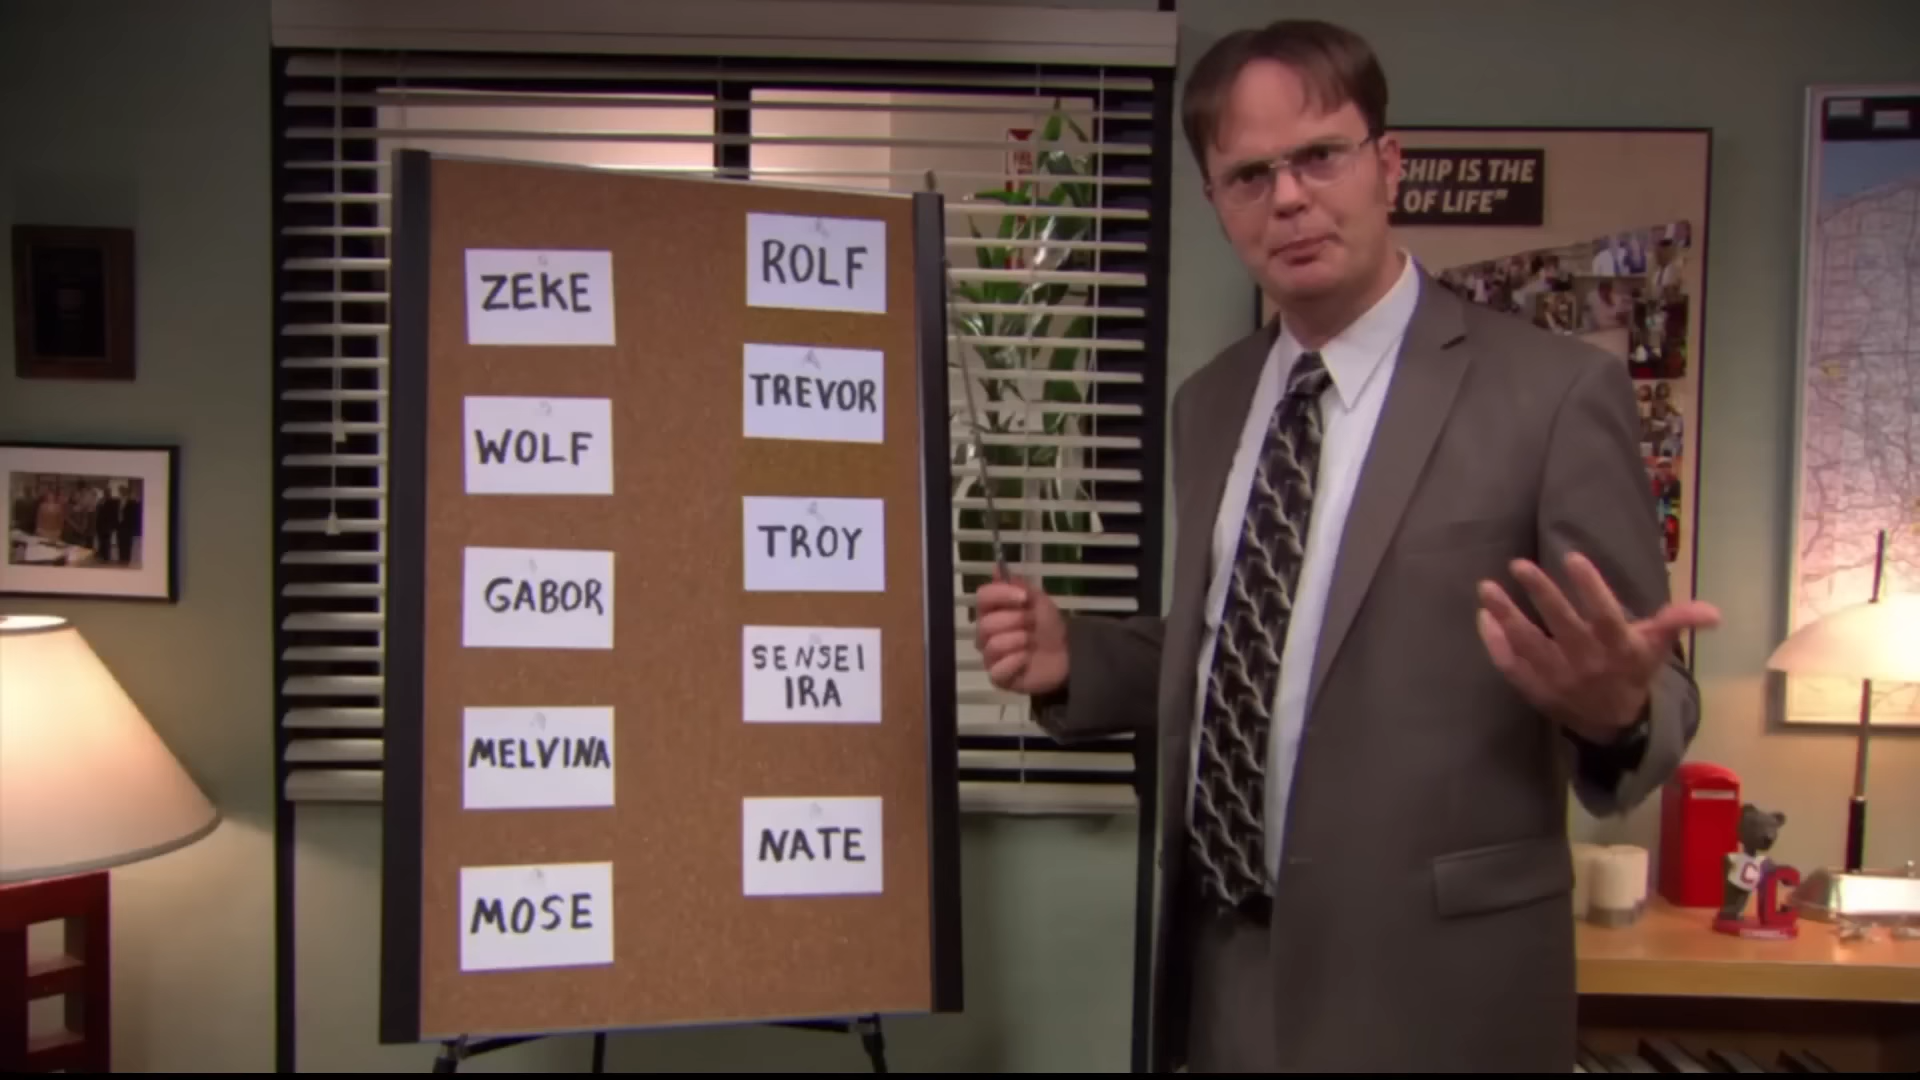 ZEKE
WOLF
GABOR
MELVINA
MOSE
ROLF
TREVOR
TROY
SENSEI
IRA
NATE
SHIP IS THE
OF LIFE"
C